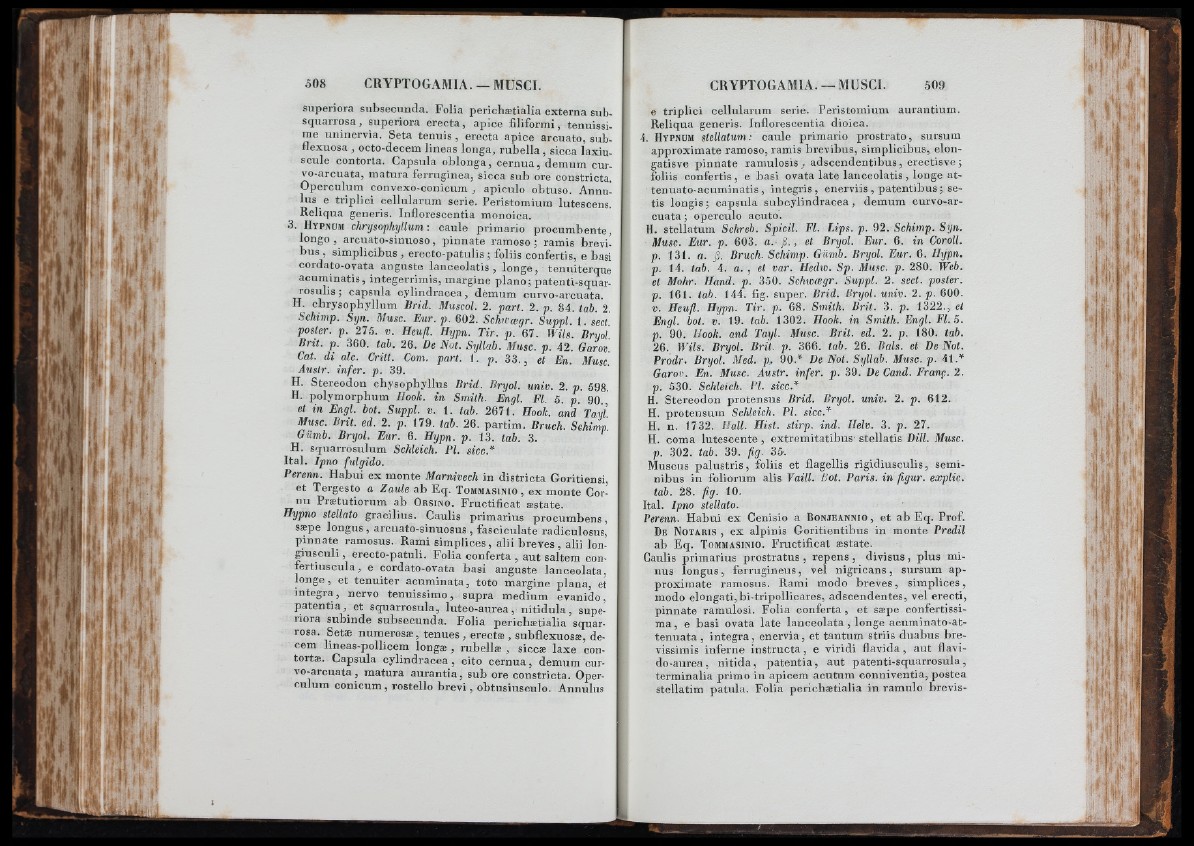 508 CRYPTOGAMIA. — MUSCI.
superiora subsecunda. Folia perichætialia externa sub-
squarrosa, superiora erecta, apice filiformi, tenuissi-
me uninervia. Seta tenuis, erecta apice arcuato, sub-
flexuosa, octo-decem lineas longa, rubella, sicca laxiu-
scule contorta. Capsula oblonga, cernua, demum cur-
vo-arcuata, matura ferruginea, sicca sub ore constricta.
Operculum convexo-conicum, apiculo obtuso. Annu-
lus e triplici cellularum serie. Peristomium lutescens.
Reliqua generis. Inflorescentia monoica.
3. HYPNUM chrysophyllum: caule primario procumbente,
longo, arcuato-sinuoso, pinnate ramoso; ramis brevi-
bus, simplicibus, erecto-patulis; foliis confertis, e basi
cordato-ovata anguste lanceolatis, longe, tenuiterque
acuminatis, integerrimis, margine plano; patenti-squar-
rosulis; capsula cylindracea, demum curvo-arcuata.
H. chrysophyllum Brid. Muscol. 2. part. 2. p. 84. tab. 2.
Schimp. Syn. Musc. Eur. p. 602. Schwægr. Suppl. 1. sect.
poster. p. 275. v. Heufl. Hypn. Tir. p. 67. Wils. Bryol.
Brit. p. 360. tab. 26. De Not. Syllab. Musc. p. 42. Garov.
Cat. di alc. Critt. Com. part. 1. p. 33., et En. Musc.
Austr. infer. p. 39.
H. Stereodon chysophyllus Brid. Bryol. univ. 2. p. 598.
H. polymorphum Hook. in Smith. Engl. Fl. 5. p. 90.,
et in Engl. bot. Suppl. v. 1. tab. 2671. Hook. and Tayl.
Musc. Brit. ed. 2. p. 179. tab. 26. partim. Bruch. Schimp.
Gümb. Bryol. Eur. 6. Hypn. p. 13. tab. 3.
H. squarrosulum Schleich. Pl. sicc.*
Ital. Ipno fulgido.
Perenn. Habui ex monte Marnivech in districtu Goritiensi,
et Tergesto a Zaule ab Eq. TOMMASINIO, ex monte Cor-
nu Prætutiorum ab ORSINO. Fructificat æstate.
Hypno stellato gracilius. Caulis primarius procumbens,
sæpe longus, arcuato-sinuosus, fasciculate radiculosus,
pinnate ramosus. Rami simplices, alii breves, alii lon-
giusculi, erecto-patuli. Folia conferta, aut saltem con-
fertiuscula, e cordato-ovata basi anguste lanceolata,
longe, et tenuiter acuminata, toto margine plana, et
integra, nervo tenuissimo, supra medium evanido,
patentia, et squarrosula, luteo-aurea, nitidula, supe-
riora subinde subsecunda. Folia perichætialia squar-
rosa. Setæ numerosæ, tenues, erectæ, subflexuosæ, de-
cem lineas-pollicem longæ, rubellæ, siccæ laxe con-
tortæ. Capsula cylindracea, cito cernua, demum cur-
vo-arcuata, matura aurantia, sub ore constricta. Oper-
culum conicum, rostello brevi, obtusiusculo. Annulus
CRYPTOGAMIA. — MUSCI. 509
e triplici cellularum serie. Peristomium aurantium.
Reliqua generis. Inflorescentia dioica.
4. HYPNUM stellatum: caule primario prostrato, sursum
approximate ramoso, ramis brevibus, simplicibus, elon-
gatisve pinnate ramulosis, adscendentibus, erectisve;
foliis confertis, e basi ovata late lanceolatis, longe at-
tenuato-acuminatis, integris, enerviis, patentibus; se-
tis longis; capsula subcylindracea, demum curvo-ar-
cuata; operculo acuto.
H. stellatum Schreb. Spicil. Fl. Lips. p. 92. Schimp. Syn.
Musc. Eur. p. 603. a. β., et Bryol. Eur. 6. in Coroll.
p. 131. a. β. Bruch. Schimp. Gümb. Bryol. Eur. 6. Hypn.
p. 14. tab. 4. a., et var. Hedw. Sp. Musc. p. 280. Web.
et Mohr. Hand. p. 350. Schwægr. Suppl. 2. sect. poster.
p. 161. tab. 144. fig. super. Brid. Bryol. univ. 2. p. 600.
v. Heufl. Hypn. Tir. p. 68. Smith. Brit. 3. p. 1322., et
Engl. bot. v. 19. tab. 1302. Hook. in Smith. Engl. Fl. 5.
p. 90. Hook. and Tayl. Musc. Brit. ed. 2. p. 180. tab.
26. Wils. Bryol. Brit. p. 366. tab. 26. Bals. et De Not.
Prodr. Bryol. Med. p. 90.* De Not. Syllab. Musc. p. 41.*
Garov. En. Musc. Austr. infer. p. 39. De Cand. Franç. 2.
p. 530. Schleich. Pl. sicc.*
H. Stereodon protensus Brid. Bryol. univ. 2. p. 612.
H. protensum Schleich. Pl. sicc.*
H. n. 1732. Hall. Hist. stirp. ind. Helv. 3. p. 27.
H. coma lutescente, extremitatibus stellatis Dill. Musc.
p. 302. tab. 39. fig. 35.
Muscus palustris, foliis et flagellis rigidiusculis, semi-
nibus in foliorum alis Vaill. Bot. Paris. in figur. explic.
tab. 28. fig. 10.
Ital. Ipno stellato.
Perenn. Habui ex Cenisio a BONJEANNIO, et ab Eq. Prof.
DE NOTARIS, ex alpinis Goritientibus in monte Predil
ab Eq. TOMMASINIO. Fructificat æstate.
Caulis primarius prostratus, repens, divisus, plus mi-
nus longus, ferrugineus, vel nigricans, sursum ap-
proximate ramosus. Rami modo breves, simplices,
modo elongati, bi-tripollicares, adscendentes, vel erecti,
pinnate ramulosi. Folia conferta, et sæpe confertissi-
ma, e basi ovata late lanceolata, longe acuminato-at-
tenuata, integra, enervia, et tantum striis duabus bre-
vissimis inferne instructa, e viridi flavida, aut flavi-
do-aurea, nitida, patentia, aut patenti-squarrosula,
terminalia primo in apicem acutum conniventia, postea
stellatim patula. Folia perichætialia in ramulo brevis-